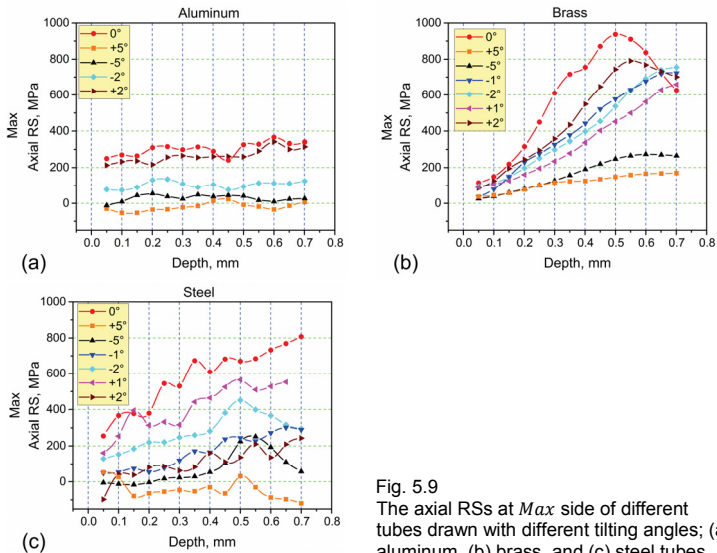 Aluminum
1000
800
600
400
200
0
Max
Axial RS, MPa
0°
+5°
-5°
-2°
+2°
0.0 0.1 0.2 0.3 0.4 0.5 0.6 0.7 0.8
Depth, mm
(a)
Brass
1000
800
600
400
200
0
Max
Axial RS, MPa
0°
+5°
-5°
-1°
-2°
+1°
+2°
0.0 0.1 0.2 0.3 0.4 0.5 0.6 0.7 0.8
Depth, mm
(b)
Steel
1000
800
600
400
200
0
Max
Axial RS, MPa
0°
+5°
-5°
-1°
-2°
+1°
+2°
0.0 0.1 0.2 0.3 0.4 0.5 0.6 0.7 0.8
Depth, mm
(c)
Fig. 5.9
The axial RSs at Max side of different
tubes drawn with different tilting angles; (a
aluminum, (b) brass, and (c) steel tubes